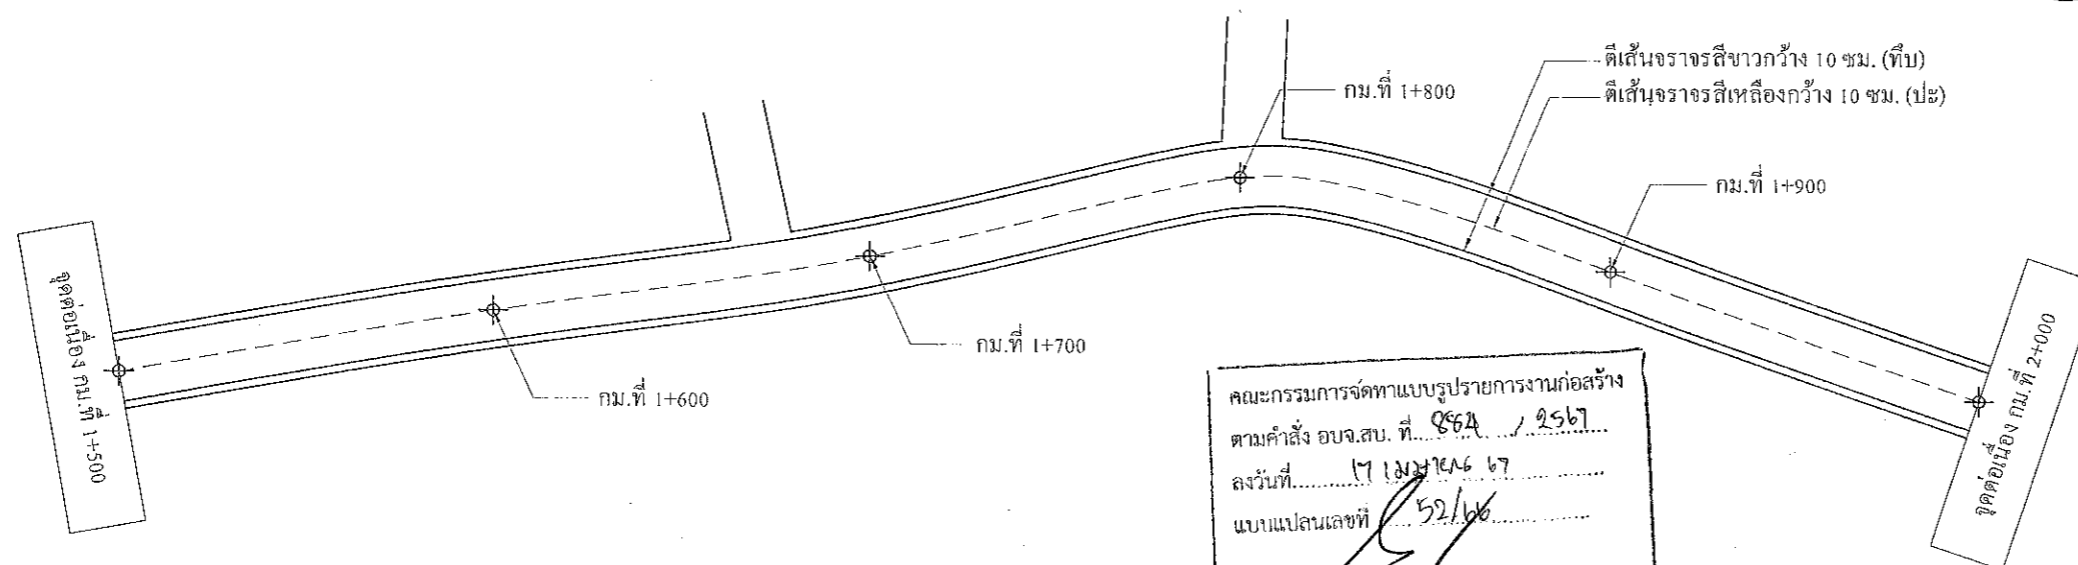 ตีเส้นจราจรสีขาวกว้าง 10 ซม. (ทึบ)
ตีเส้นจราจรสีเหลืองกว้าง 10 ซม. (ปะ)
กม.ที่ 1+800
กม.ที่ 1+900
จุดต่อเนื่อง กม.ที่ 1+500
กม.ที่ 1+700
กม.ที่ 1+600
จุดต่อเนื่อง กม.ที่ 2+000
คณะกรรมการจัดทาแบบรูปรายการงานก่อสร้าง
ตามคำสั่ง อบจ.สบ. ที่ 884 / 2567
ลงวันที่ 17 เมษายน 67
แบบแปลนเลขที่ 52/66